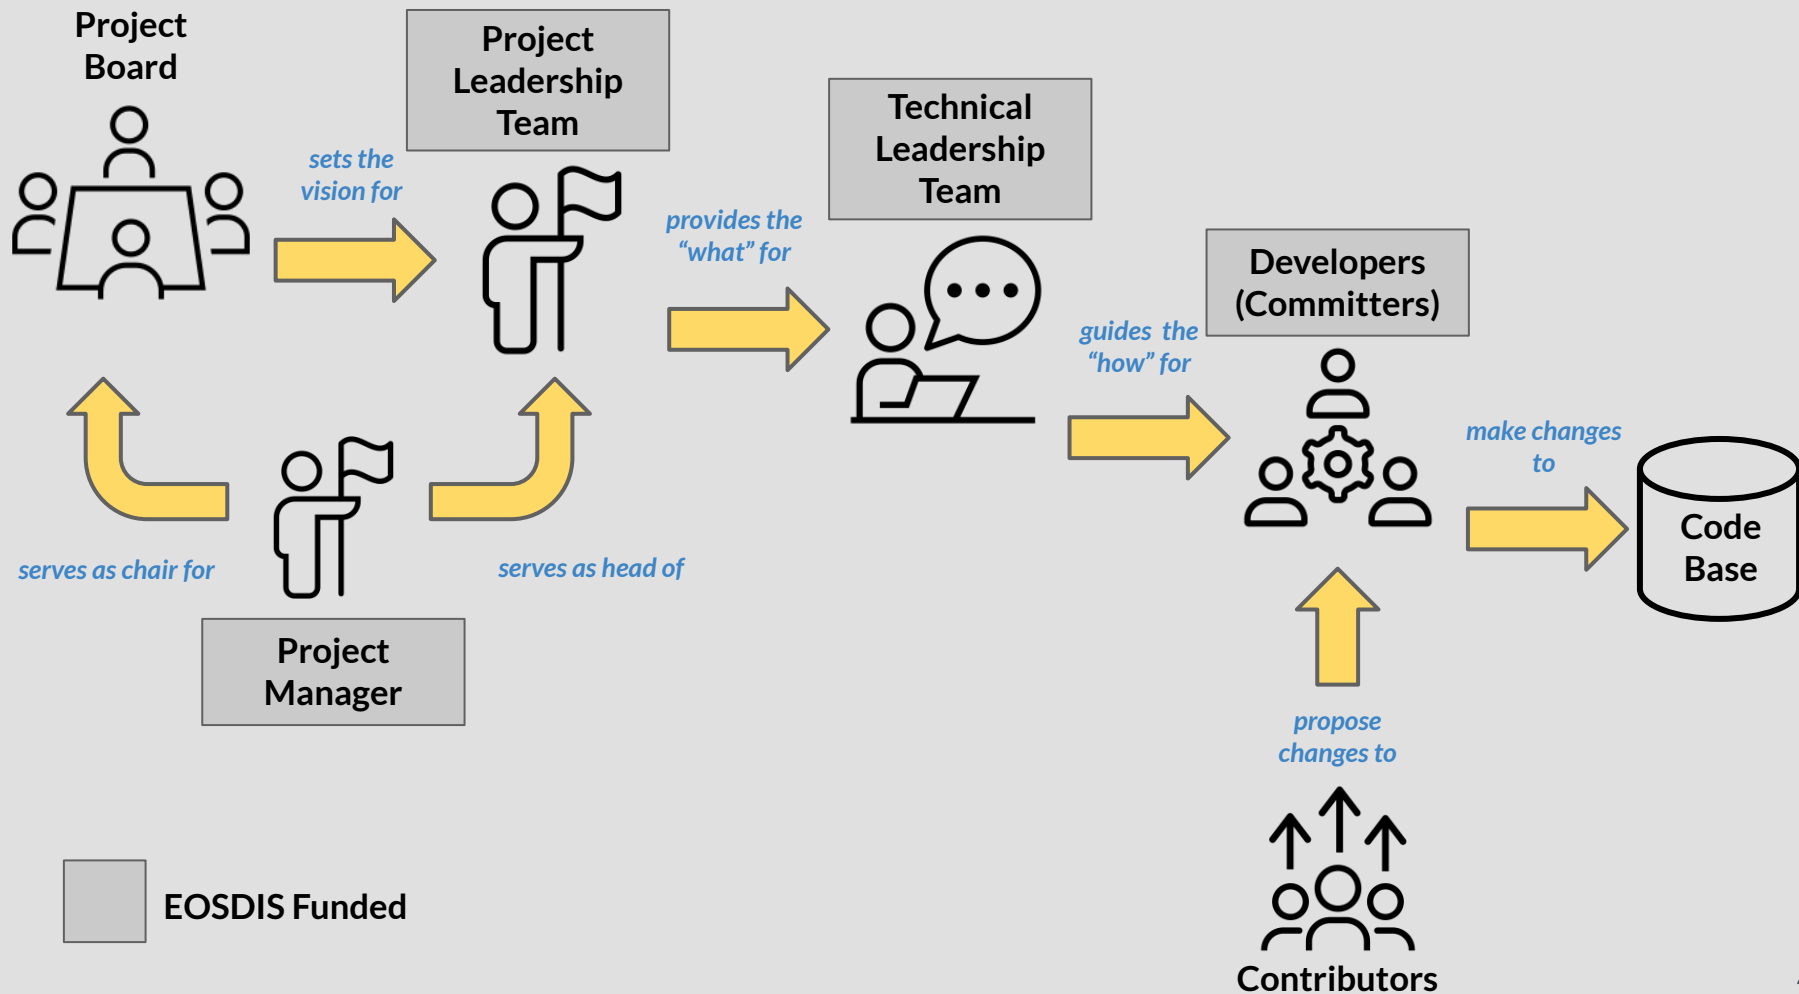 Project
Board
Project
Leadership
Team
sets the
vision for
Technical
Leadership
Team
provides the
“what” for
Developers
(Committers)
guides  the
“how” for
make changes
to
Code
Base
serves as chair for
serves as head of
Project
Manager
propose
changes to
EOSDIS Funded
Contributors